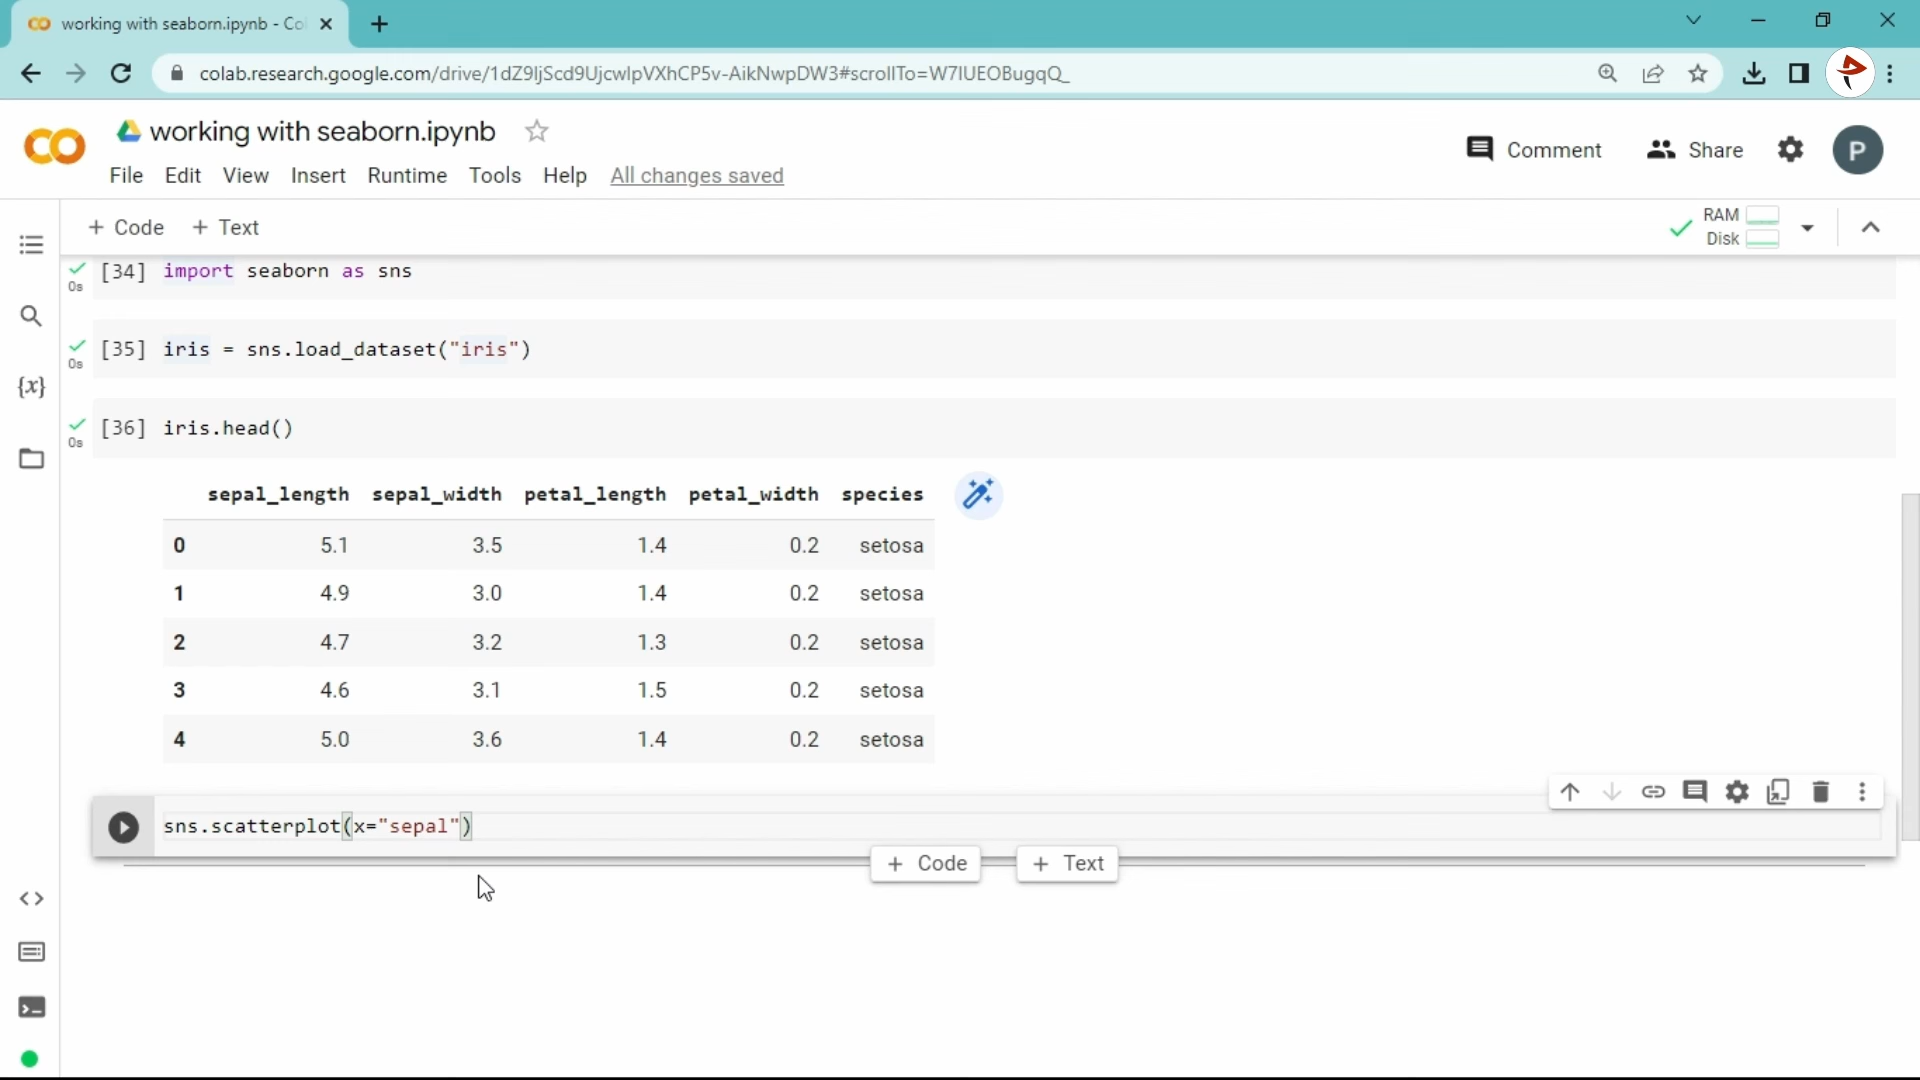 working with seaborn.ipynb - Co
colab.research.google.com/drive/1dZ9IjScd9UjcwIpVXhCP5v-AikNwpDW3#scrollTo=W7IUEOBugqQ_
working with seaborn.ipynb
File Edit View Insert Runtime Tools Help All changes saved
Comment Share P
+ Code + Text
RAM
Disk
0s [34] import seaborn as sns
0s [35] iris = sns.load_dataset("iris")
0s [36] iris.head()
sepal_length sepal_width petal_length petal_width species
0 5.1 3.5 1.4 0.2 setosa
1 4.9 3.0 1.4 0.2 setosa
2 4.7 3.2 1.3 0.2 setosa
3 4.6 3.1 1.5 0.2 setosa
4 5.0 3.6 1.4 0.2 setosa
sns.scatterplot(x="sepal")
+ Code + Text
{x}